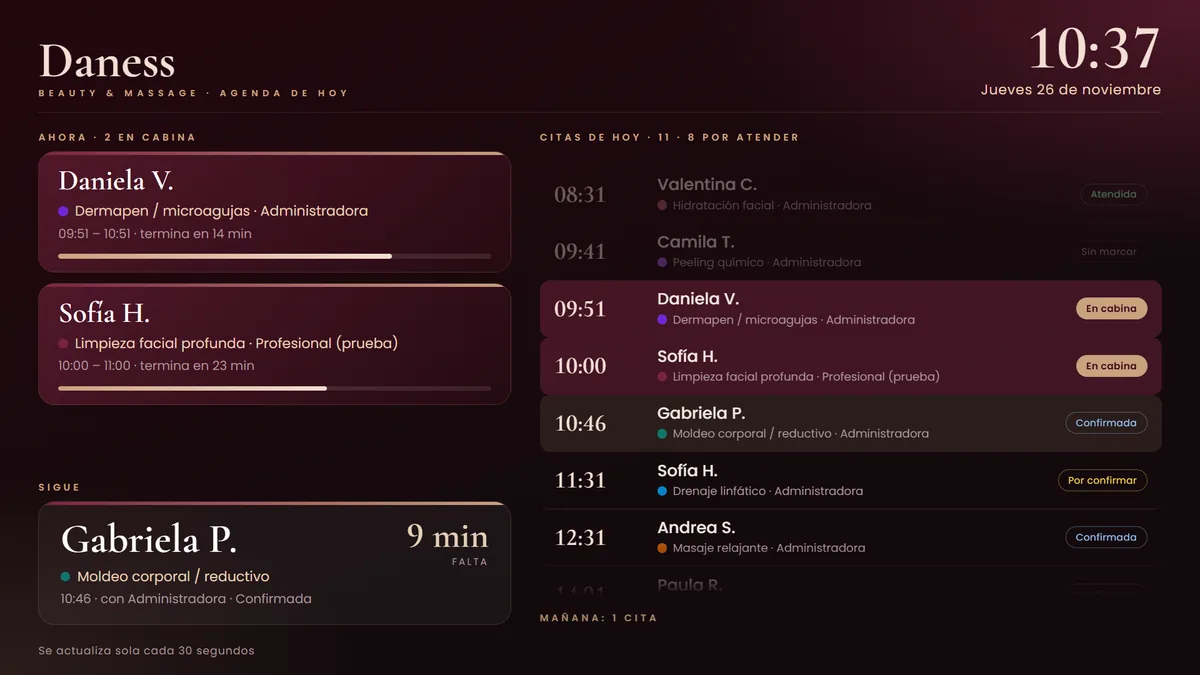 Daness
BEAUTY & MASSAGE · AGENDA DE HOY
10:37
Jueves 26 de noviembre
AHORA · 2 EN CABINA
Daniela V.
Dermapen / microagujas · Administradora
09:51 – 10:51 · termina en 14 min
Sofía H.
Limpieza facial profunda · Profesional (prueba)
10:00 – 11:00 · termina en 23 min
SIGUE
Gabriela P.
9 min
FALTA
Moldeo corporal / reductivo
10:46 · con Administradora · Confirmada
Se actualiza sola cada 30 segundos
CITAS DE HOY · 11 · 8 POR ATENDER
08:31
Valentina C.
Hidratación facial · Administradora
Atendida
09:41
Camila T.
Peeling químico · Administradora
Sin marcar
09:51
Daniela V.
Dermapen / microagujas · Administradora
En cabina
10:00
Sofía H.
Limpieza facial profunda · Profesional (prueba)
En cabina
10:46
Gabriela P.
Moldeo corporal / reductivo · Administradora
Confirmada
11:31
Sofía H.
Drenaje linfático · Administradora
Por confirmar
12:31
Andrea S.
Masaje relajante · Administradora
Confirmada
14:01
Paula R.
MAÑANA: 1 CITA